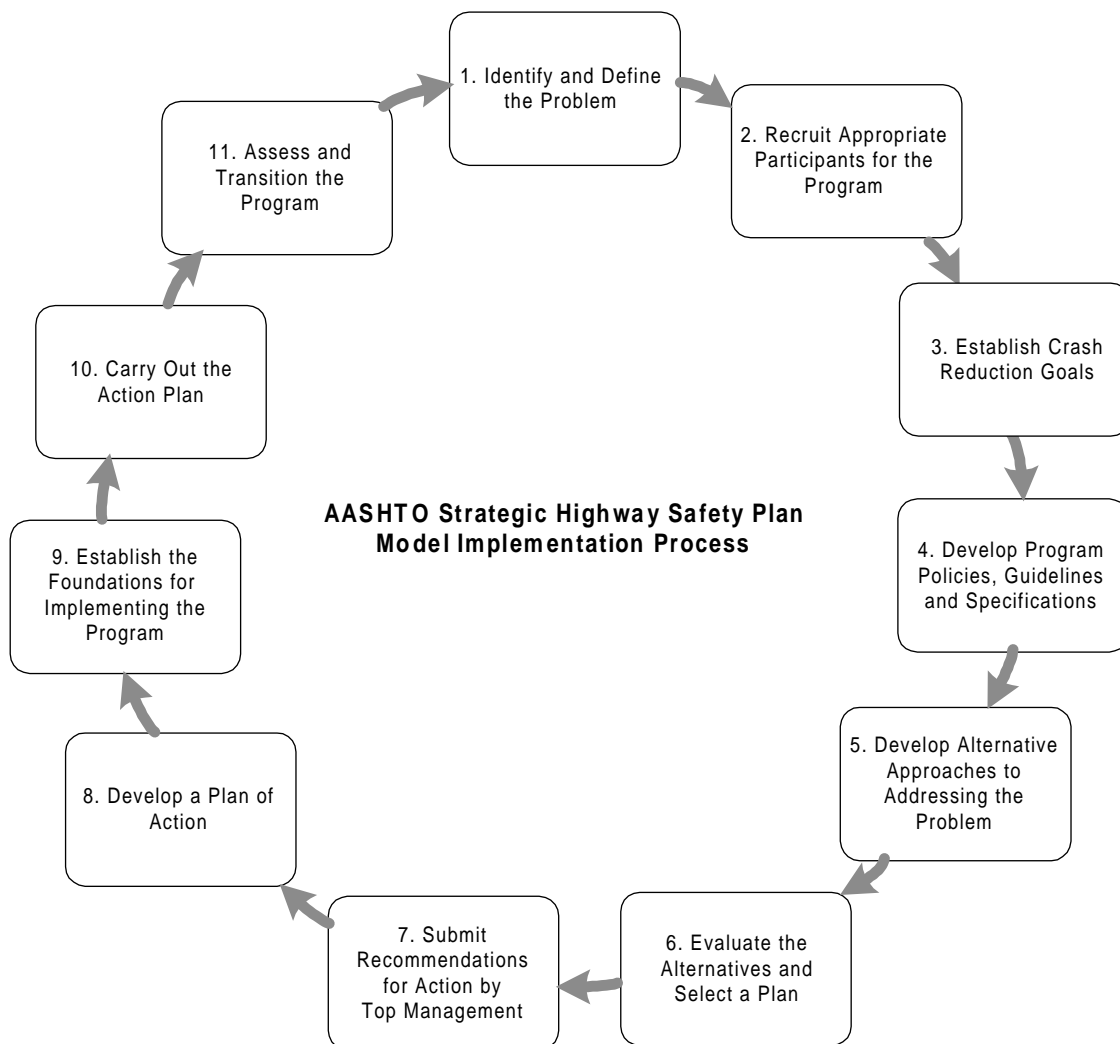 1. Identify and Define
the Problem
2. Recruit Appropriate
Participants for the
Program
3. Establish Crash
Reduction Goals
4. Develop Program
Policies, Guidelines
and Specifications
5. Develop Alternative
Approaches to
Addressing the
Problem
6. Evaluate the
Alternatives and
Select a Plan
7. Submit
Recommendations
for Action by
Top Management
8. Develop a Plan of
Action
9. Establish the
Foundations for
Implementing the
Program
10. Carry Out the
Action Plan
11. Assess and
Transition the
Program
AASHTO Strategic Highway Safety Plan
Model Implementation Process